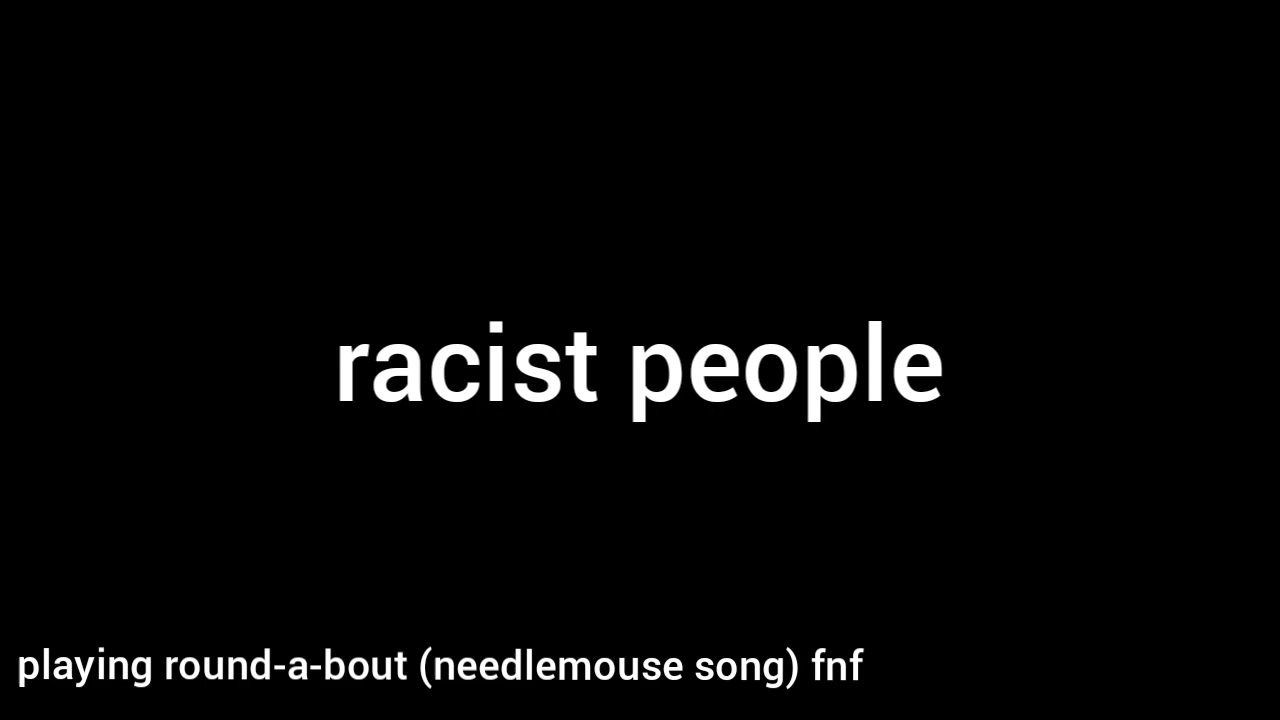 racist people
playing round-a-bout (needlemouse song) fnf